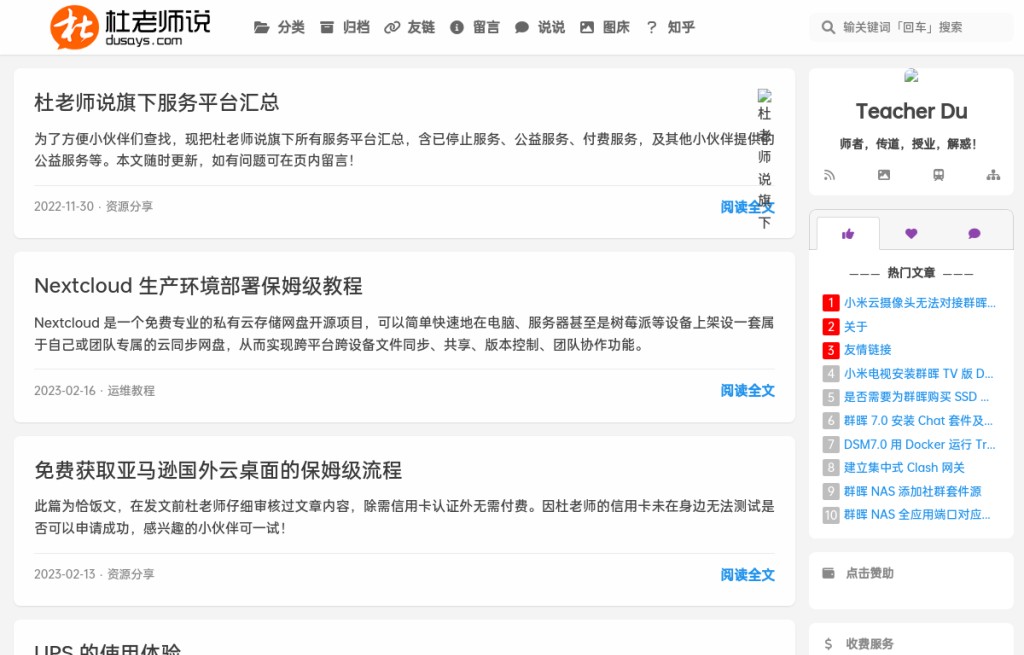 杜老师说
dusays.com
分类 归档 友链 留言 说说 图床 知乎
输关键词「回车」搜索
杜老师说旗下服务平台汇总
为了方便小伙伴们查找，现把杜老师说旗下所有服务平台汇总，含已停止服务、公益服务、付费服务，及其他小伙伴提供的
公益服务等。本文随时更新，如有问题可在页内留言！
杜
老
师
说
旗
下
2022-11-30 · 资源分享
阅读全文
Nextcloud 生产环境部署保姆级教程
Nextcloud 是一个免费专业的私有云存储网盘开源项目，可以简单快速地在电脑、服务器甚至是树莓派等设备上架设一套属
于自己或团队专属的云同步网盘，从而实现跨平台跨设备文件同步、共享、版本控制、团队协作功能。
2023-02-16 · 运维教程
阅读全文
免费获取亚马逊国外云桌面的保姆级流程
此篇为恰饭文，在发文前杜老师仔细审核过文章内容，除需信用卡认证外无需付费。因杜老师的信用卡未在身边无法测试是
否可以申请成功，感兴趣的小伙伴可一试！
2023-02-13 · 资源分享
阅读全文
UPS 的使用体验
Teacher Du
师者，传道，授业，解惑！
——— 热门文章 ———
1 小米云摄像头无法对接群晖...
2 关于
3 友情链接
4 小米电视安装群晖 TV 版 D...
5 是否需要为群晖购买 SSD ...
6 群晖 7.0 安装 Chat 套件及...
7 DSM7.0 用 Docker 运行 Tr...
8 建立集中式 Clash 网关
9 群晖 NAS 添加社群套件源
10 群晖 NAS 全应用端口对应...
点击赞助
收费服务